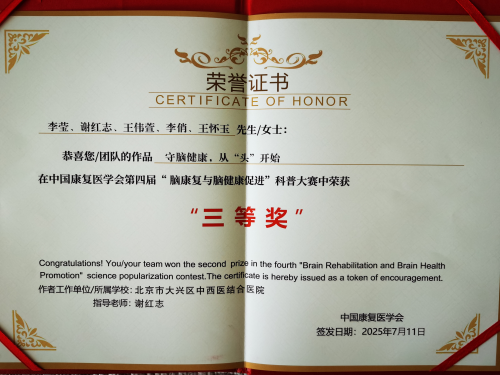 荣誉证书
CERTIFICATE OF HONOR
李莹、谢红志、王伟萱、李俏、王怀玉 先生/女士：
恭喜您/团队的作品 守脑健康，从“头”开始
在中国康复医学会第四届“脑康复与脑健康促进”科普大赛中荣获
“三等奖”
Congratulations! You/your team won the second prize in the fourth "Brain Rehabilitation and Brain Health
Promotion" science popularization contest.The certificate is hereby issued as a token of encouragement.
作者工作单位/所属学校：北京市大兴区中西医结合医院
指导老师：谢红志
中国康复医学会
签发日期：2025年7月11日